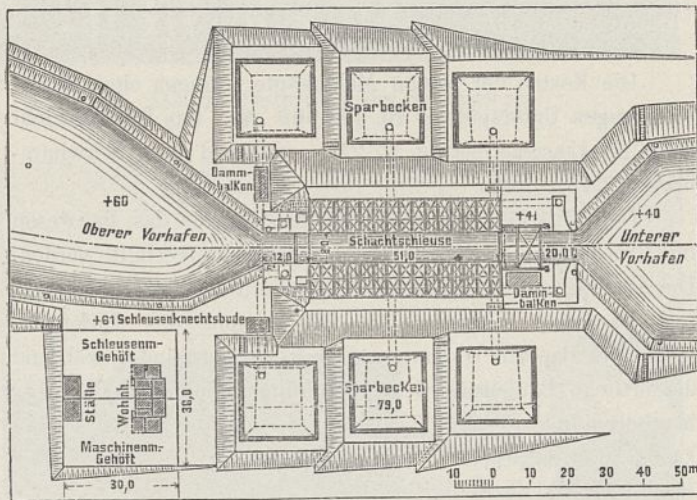 Sparbecken
Damm-
balken
+60
Oberer Vorhafen
+41
+40
Unterer
Vorhafen
Schachtschleuse
12,0
51,0
20,0
Damm-
balken
+61 Schleusenknechtsbude
Schleusenm-
Gehöft
Ställe
Wohnh.
36,0
Sparbecken
79,0
Maschinenm-
Gehöft
30,0
10 0 10 20 30 40 50m